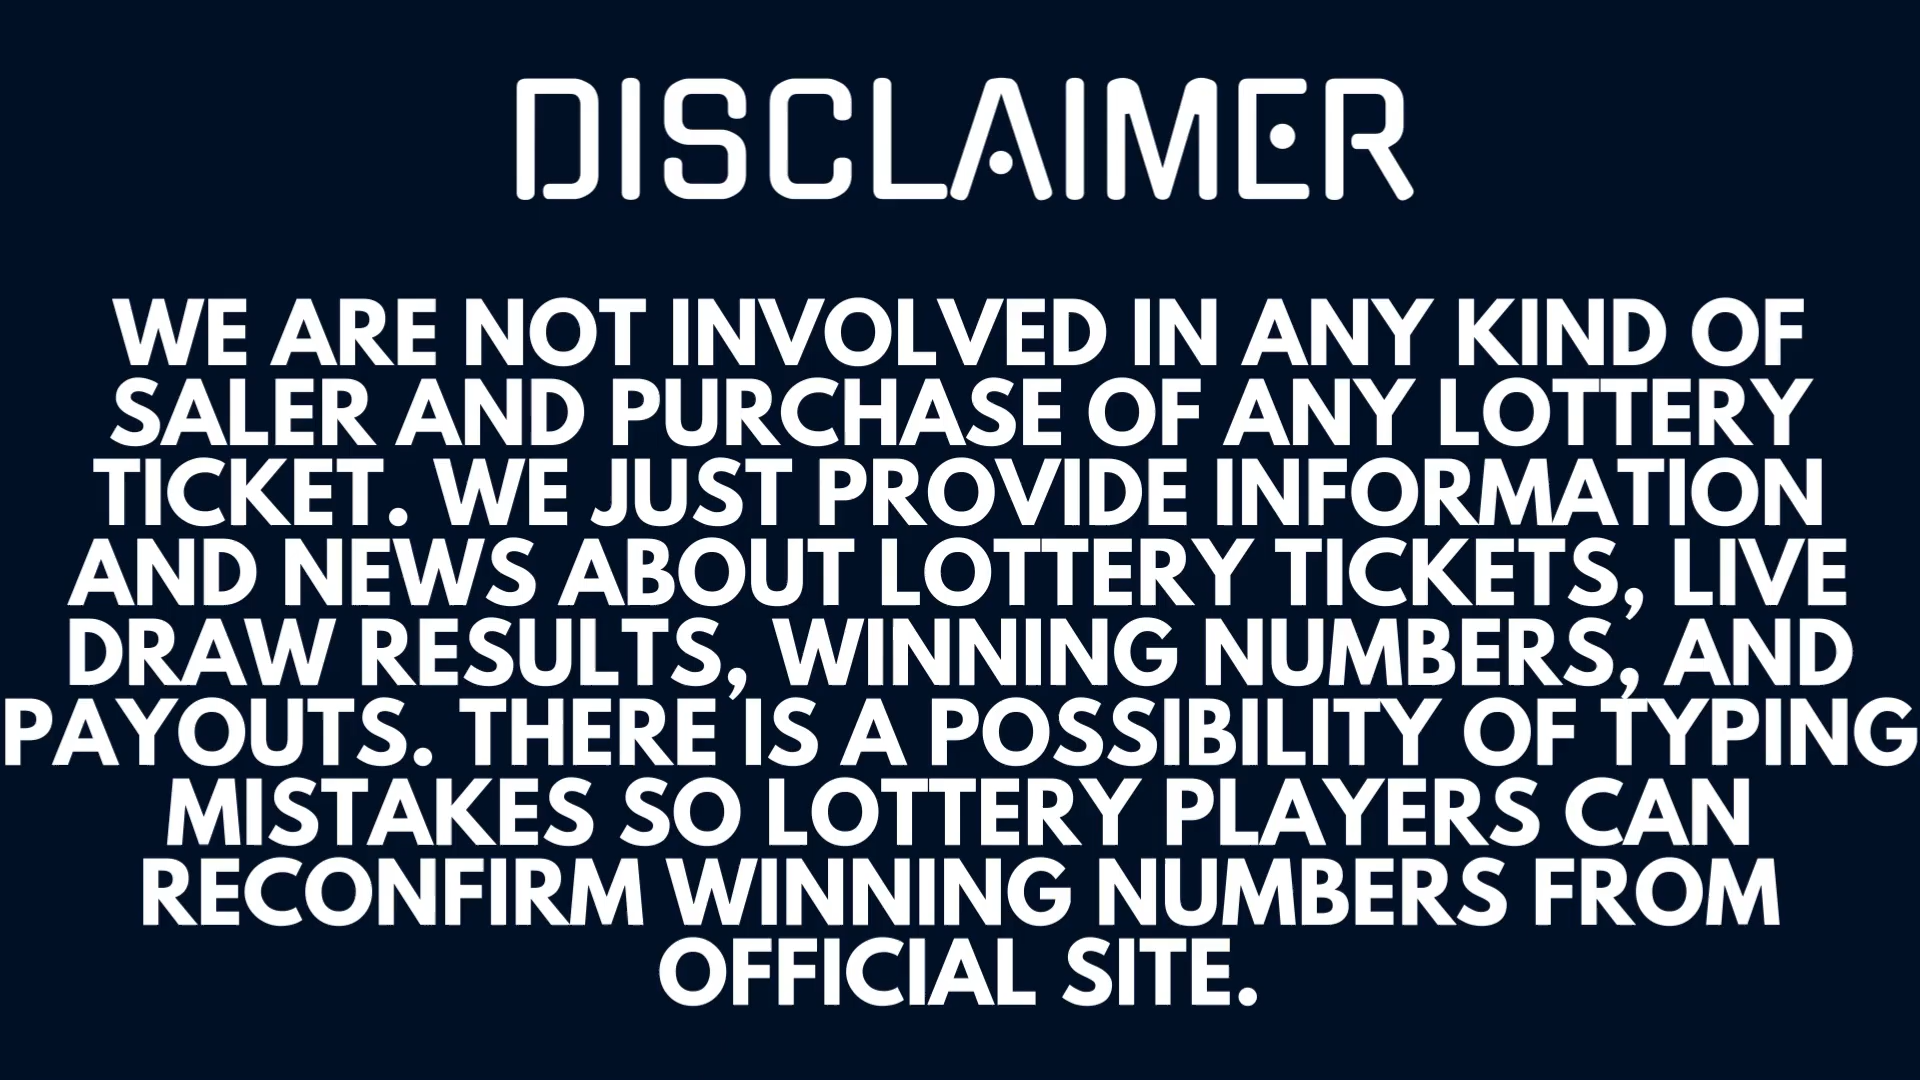 DISCLAIMER
WE ARE NOT INVOLVED IN ANY KIND OF
SALER AND PURCHASE OF ANY LOTTERY
TICKET. WE JUST PROVIDE INFORMATION
AND NEWS ABOUT LOTTERY TICKETS, LIVE
DRAW RESULTS, WINNING NUMBERS, AND
PAYOUTS. THERE IS A POSSIBILITY OF TYPING
MISTAKES SO LOTTERY PLAYERS CAN
RECONFIRM WINNING NUMBERS FROM
OFFICIAL SITE.